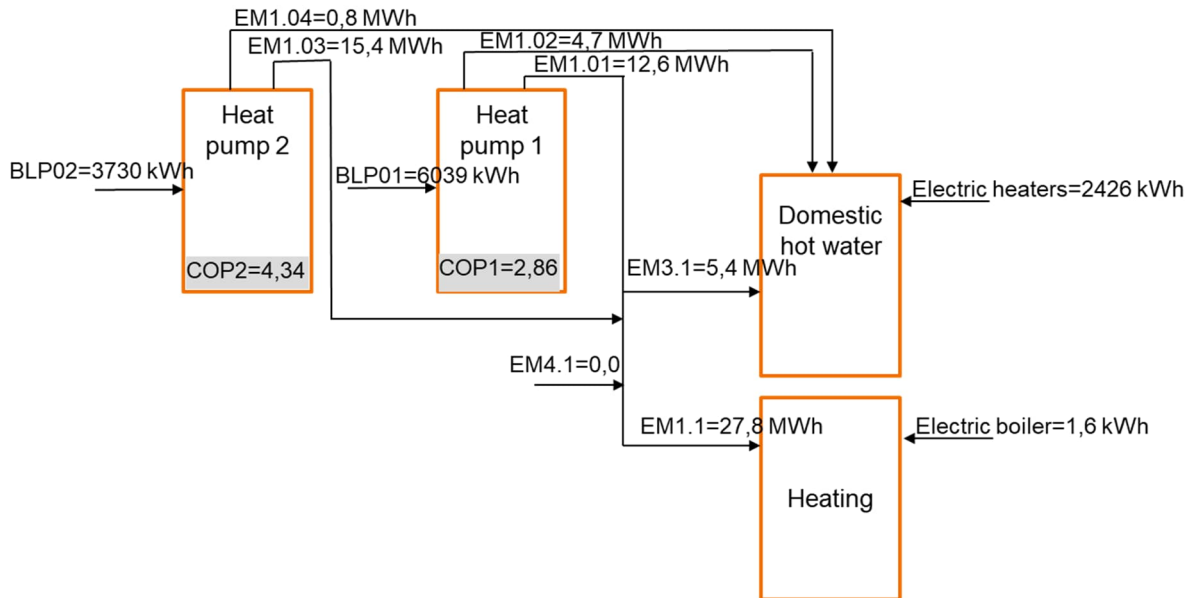 EM1.04=0,8 MWh
EM1.03=15,4 MWh
EM1.02=4,7 MWh
EM1.01=12,6 MWh
Heat
pump 2
Heat
pump 1
BLP02=3730 kWh
BLP01=6039 kWh
Electric heaters=2426 kWh
Domestic
hot water
COP2=4,34
COP1=2,86
EM3.1=5,4 MWh
EM4.1=0,0
EM1.1=27,8 MWh
Electric boiler=1,6 kWh
Heating